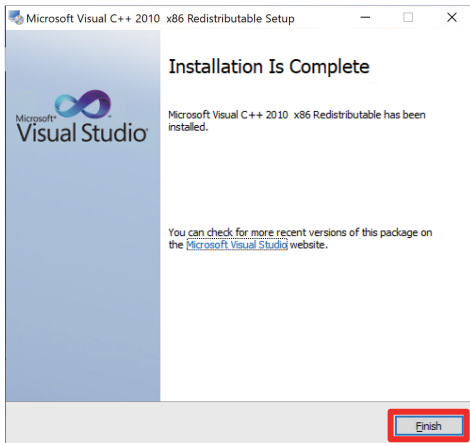 Microsoft Visual C++ 2010  x86 Redistributable Setup
Installation Is Complete
Microsoft Visual C++ 2010  x86 Redistributable has been
installed.
Microsoft®
Visual Studio®
You can check for more recent versions of this package on
the Microsoft Visual Studio website.
Finish